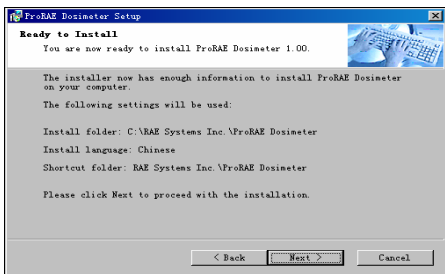 ProRAE Dosimeter Setup
Ready to Install
You are now ready to install ProRAE Dosimeter 1.00.
The installer now has enough information to install ProRAE Dosimeter
on your computer.
The following settings will be used:
Install folder: C:\RAE Systems Inc.\ProRAE Dosimeter
Install language: Chinese
Shortcut folder: RAE Systems Inc.\ProRAE Dosimeter
Please click Next to proceed with the installation.
< Back
Next >
Cancel